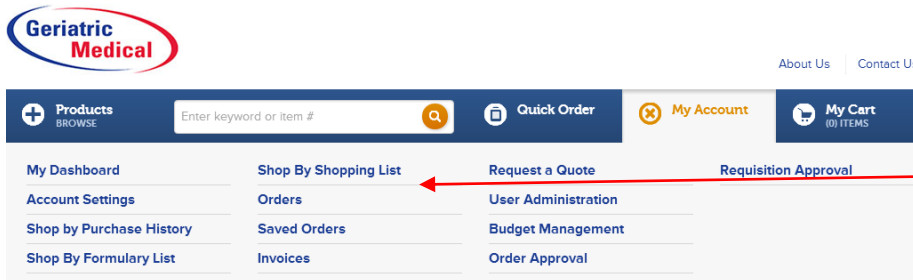 Geriatric
Medical
About Us Contact Us
Products
BROWSE
Enter keyword or item #
Quick Order
My Account
My Cart
(0) ITEMS
My Dashboard Shop By Shopping List Request a Quote Requisition Approval
Account Settings Orders User Administration
Shop by Purchase History Saved Orders Budget Management
Shop By Formulary List Invoices Order Approval